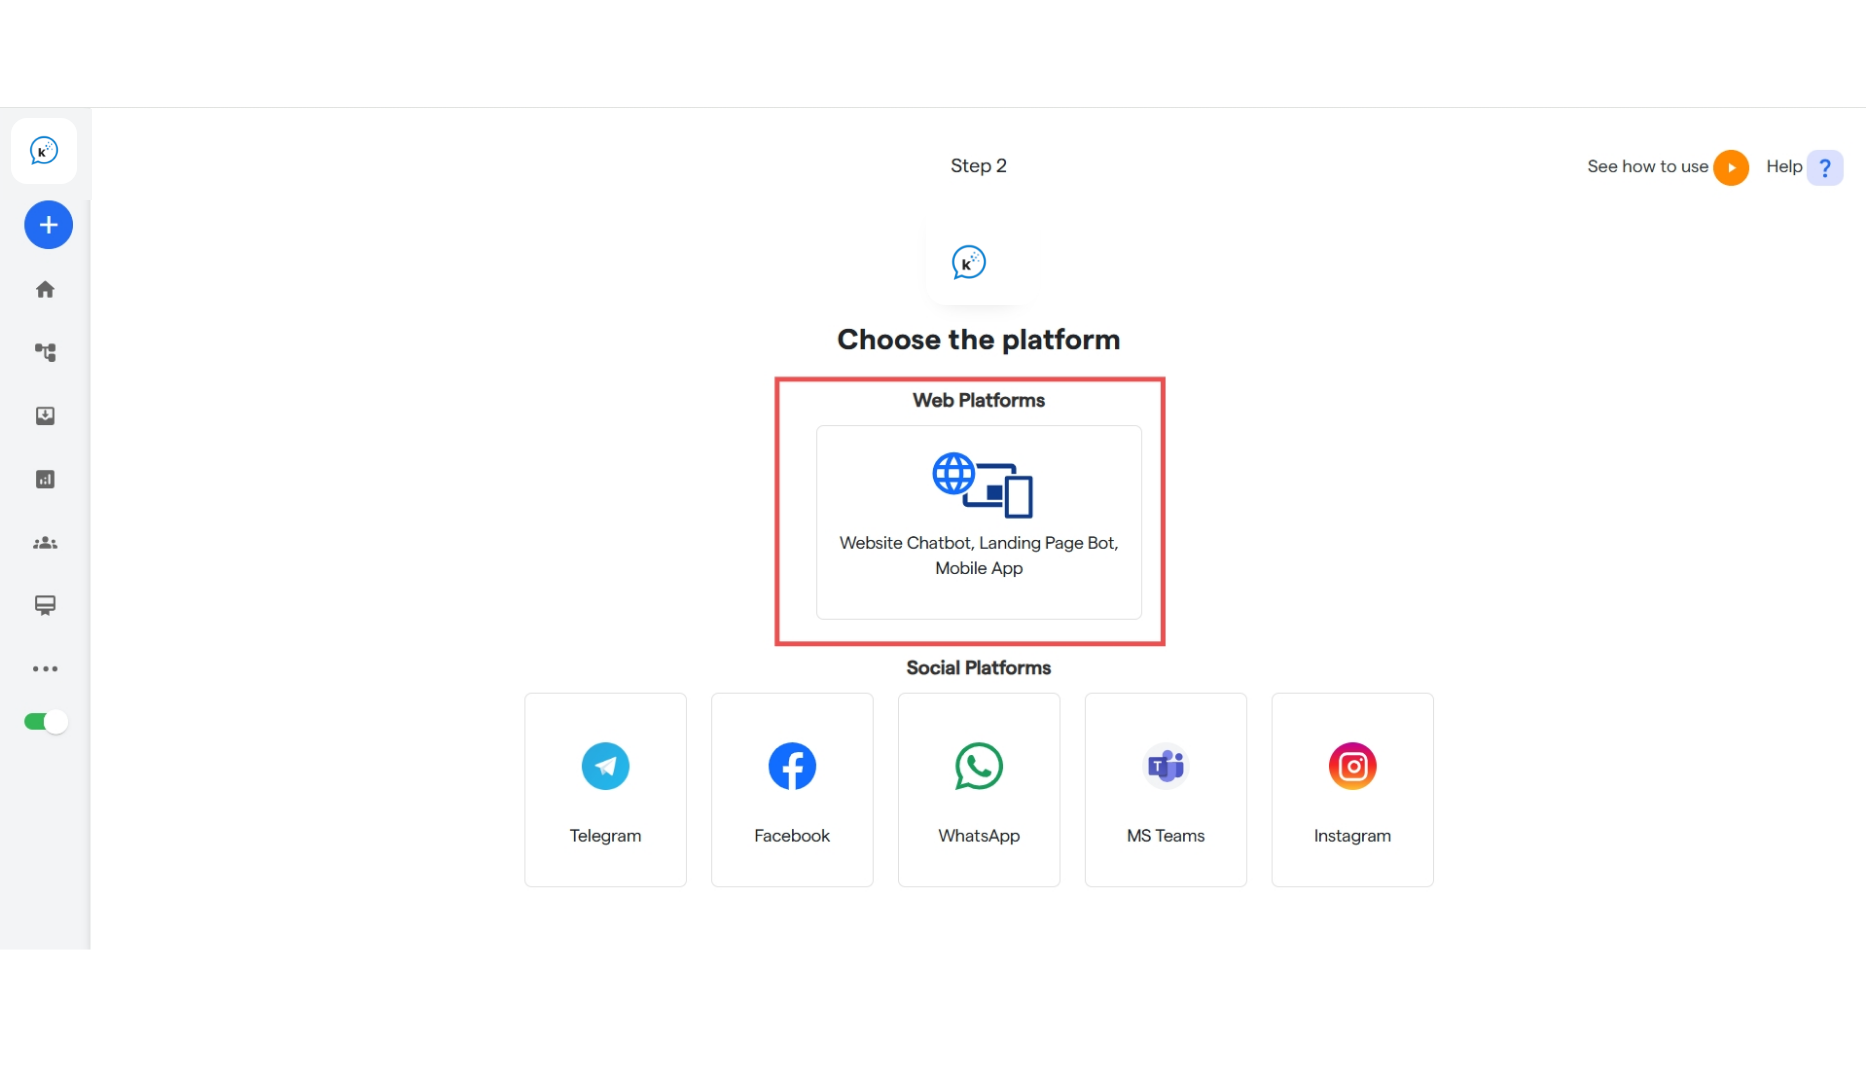 k
Step 2
See how to use
Help ?
k
Choose the platform
Web Platforms
Website Chatbot, Landing Page Bot,
Mobile App
Social Platforms
T
Telegram
Facebook
WhatsApp
MS Teams
Instagram